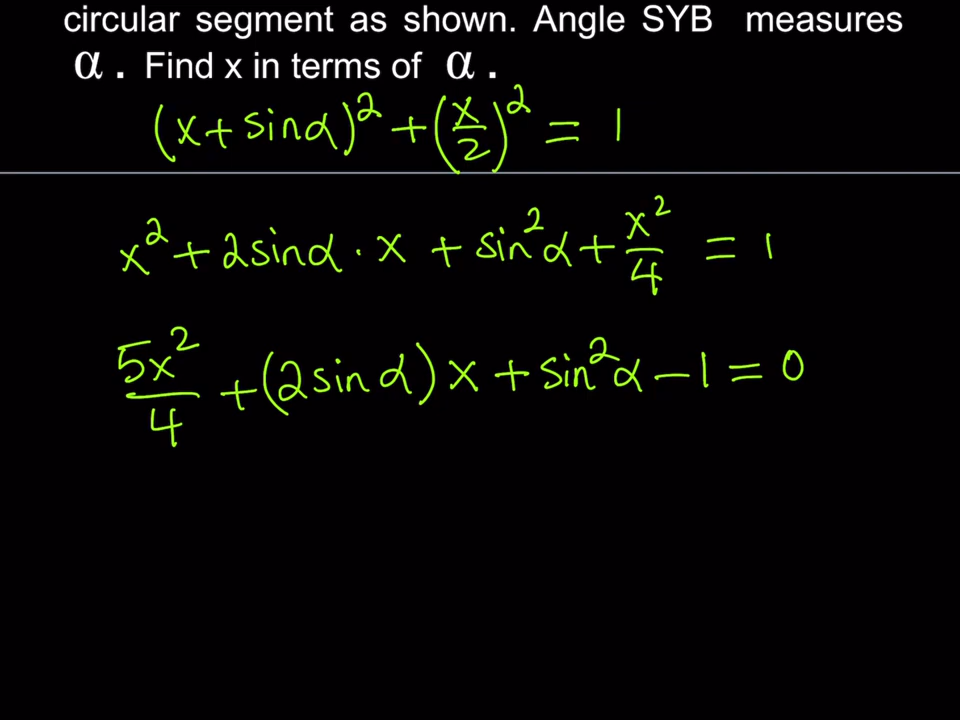 circular segment as shown. Angle SYB measures
α . Find x in terms of α .
(x + sinα)² + (x/2)² = 1
x² + 2sinα · x + sin²α + x²/4 = 1
5x²/4 + (2sinα)x + sin²α − 1 = 0